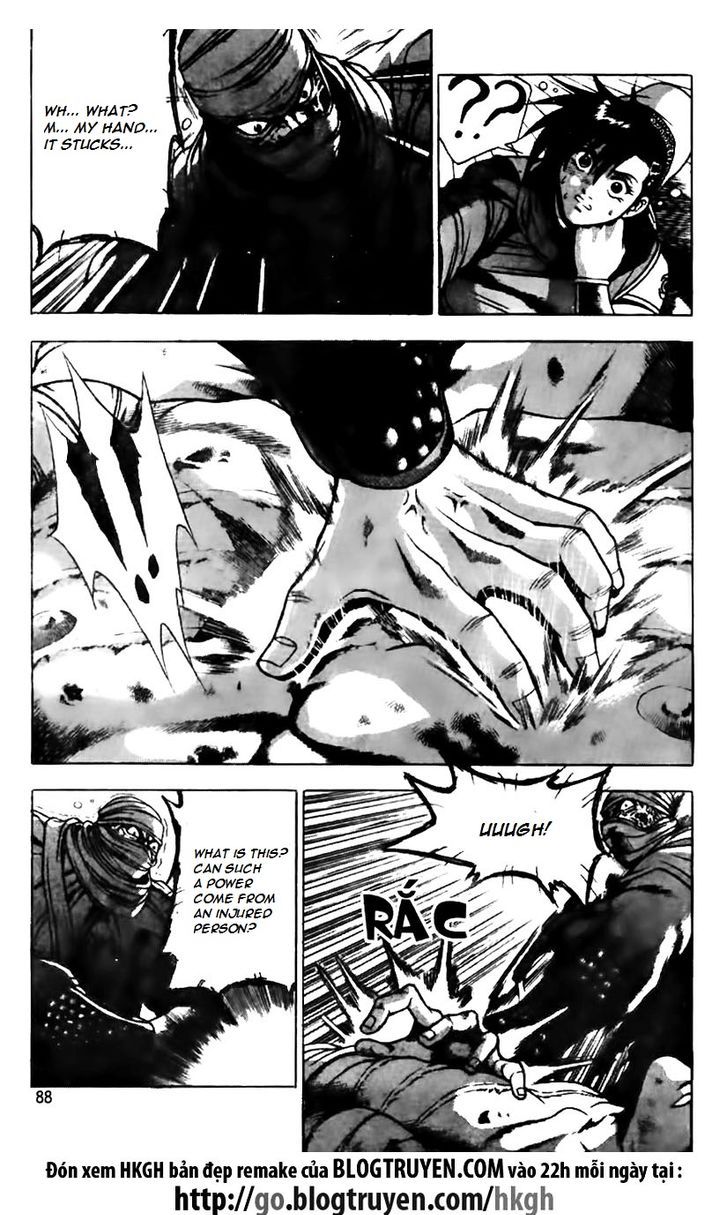 WH... WHAT?
M... MY HAND...
IT STUCKS...
??
!!
UUUGH!
WHAT IS THIS?
CAN SUCH
A POWER
COME FROM
AN INJURED
PERSON?
RẮC
88
Đón xem HKGH bản đẹp remake của BLOGTRUYEN.COM vào 22h mỗi ngày tại :
http://go.blogtruyen.com/hkgh